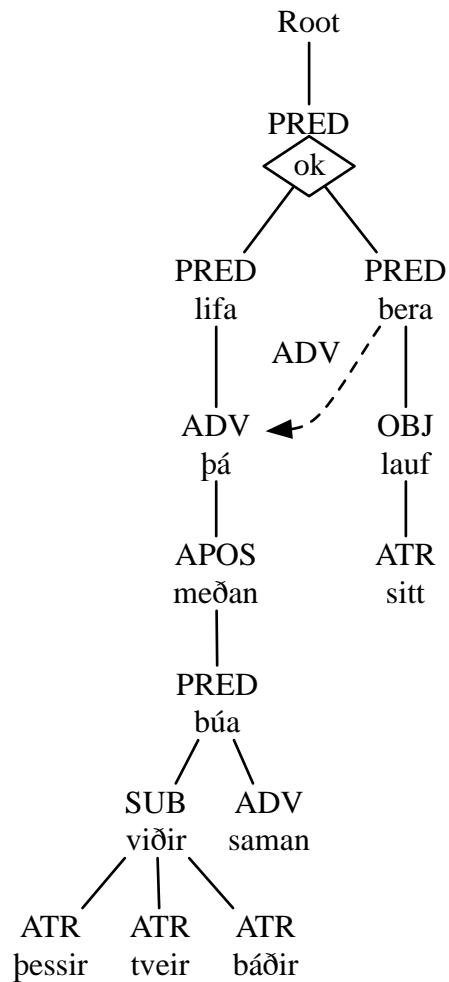 Root
PRED
ok
PRED PRED
lifa bera
ADV
ADV OBJ
þá lauf
APOS ATR
meðan sitt
PRED
búa
SUB ADV
viðir saman
ATR ATR ATR
þessir tveir báðir